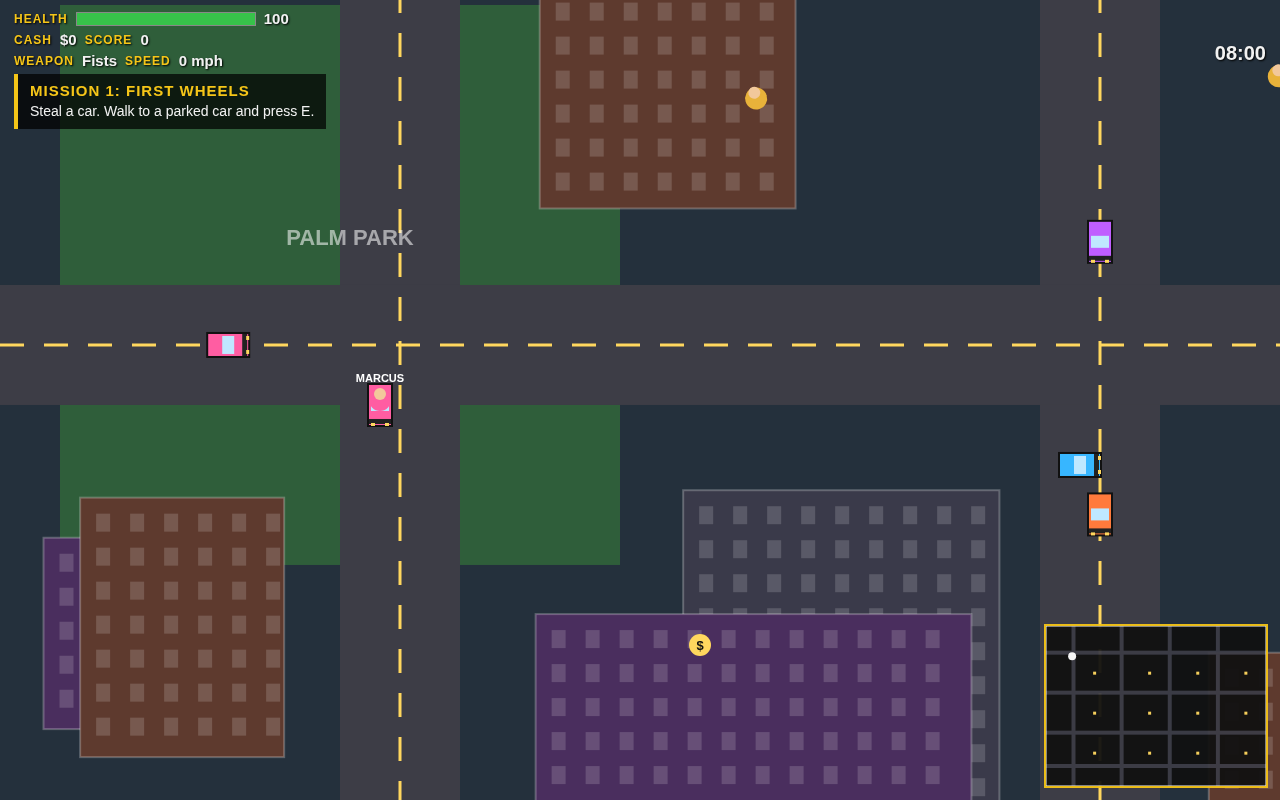 HEALTH 100
CASH $0 SCORE 0
WEAPON Fists SPEED 0 mph
MISSION 1: FIRST WHEELS
Steal a car. Walk to a parked car and press E.
08:00
PALM PARK
MARCUS
$